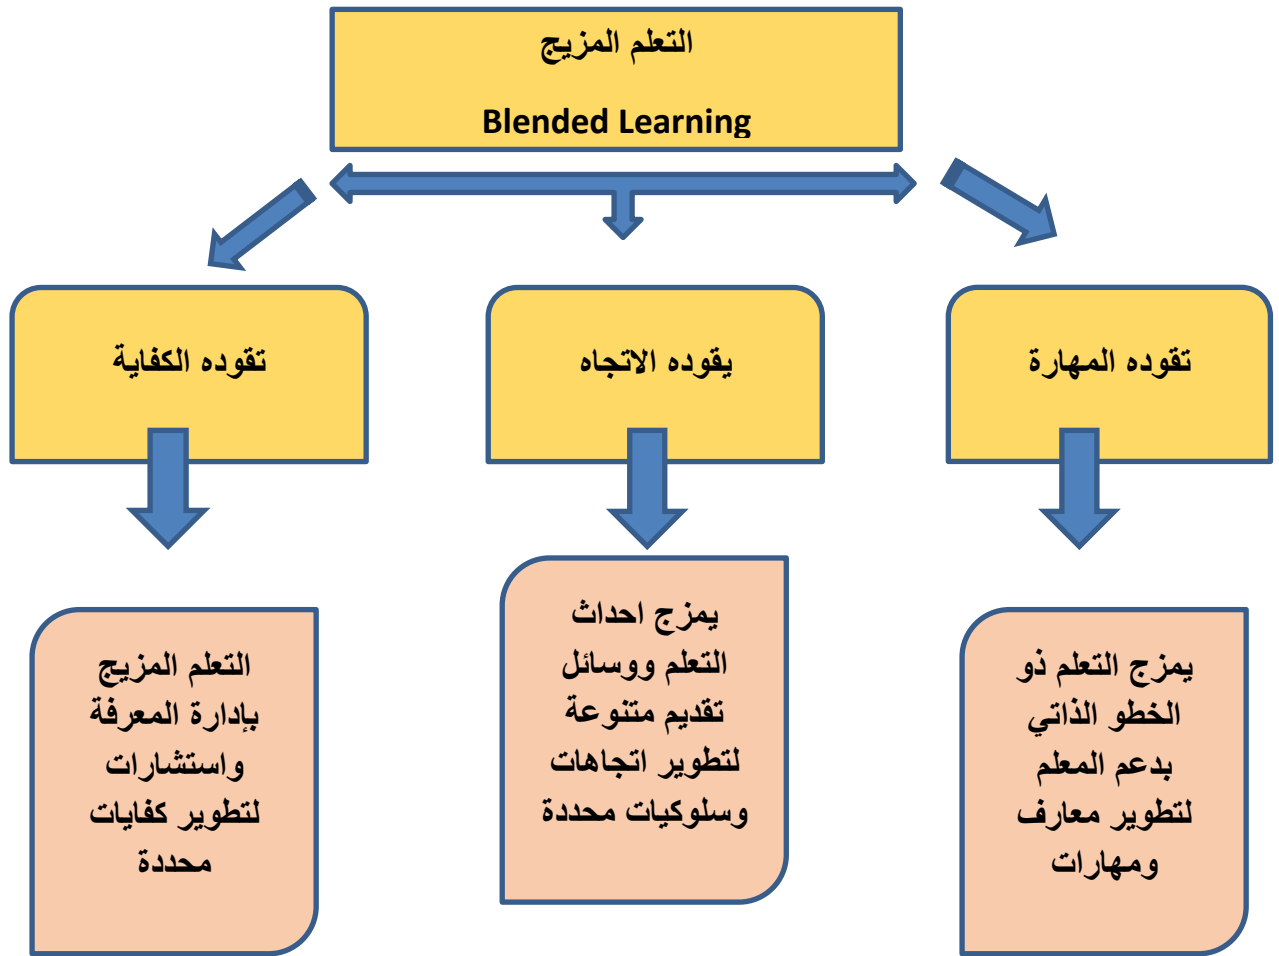 التعلم المزيج
Blended Learning
تقوده المهارة
يقوده الاتجاه
تقوده الكفاية
يمزج التعلم ذو
الخطو الذاتي
بدعم المعلم
لتطوير معارف
ومهارات
يمزج احداث
التعلم ووسائل
تقديم متنوعة
لتطوير اتجاهات
وسلوكيات محددة
التعلم المزيج
بإدارة المعرفة
واستشارات
لتطوير كفايات
محددة